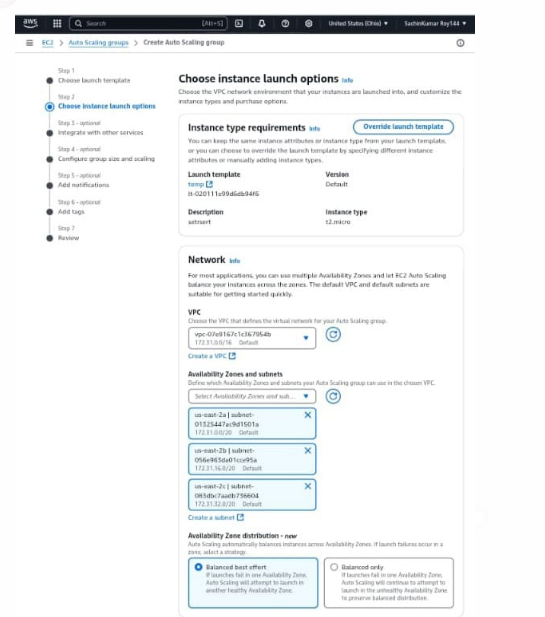 aws Search [Alt+S] United States (Ohio) SachinKumar Roy144
EC2 > Auto Scaling groups > Create Auto Scaling group
Step 1
Choose launch template
Step 2
Choose instance launch options
Step 3 - optional
Integrate with other services
Step 4 - optional
Configure group size and scaling
Step 5 - optional
Add notifications
Step 6 - optional
Add tags
Step 7
Review
Choose instance launch options Info
Choose the VPC network environment that your instances are launched into, and customize the
instance types and purchase options.
Instance type requirements Info
Override launch template
You can keep the same instance attributes or instance type from your launch template,
or you can choose to override the launch template by specifying different instance
attributes or manually adding instance types.
Launch template Version
temp Default
Description Instance type
t2.micro
Network Info
For most applications, you can use multiple Availability Zones and let EC2 Auto Scaling
balance your instances across the zones. The default VPC and default subnets are
suitable for getting started quickly.
VPC
Choose the VPC that defines the virtual network for your Auto Scaling group.
vpc-07e9167c1c367954b
172.31.0.0/16 Default
Create a VPC
Availability Zones and subnets
Define which Availability Zones and subnets your Auto Scaling group can use in the chosen VPC.
Select Availability Zones and sub...
us-east-2a | subnet-
01325447ac9d1501a
172.31.0.0/20 Default
us-east-2b | subnet-
056e963da01cce95a
172.31.16.0/20 Default
us-east-2c | subnet-
083dbc7aadb736604
172.31.32.0/20 Default
Create a subnet
Availability Zone distribution - new
Auto Scaling automatically balances instances across Availability Zones. If launch failures occur in a
zone, select a strategy.
Balanced best effort
If launches fail in one Availability Zone,
Auto Scaling will attempt to launch in
another healthy Availability Zone.
Balanced only
If launches fail in one Availability Zone,
Auto Scaling will continue to attempt to
launch in the unhealthy Availability Zone
to preserve balanced distribution.